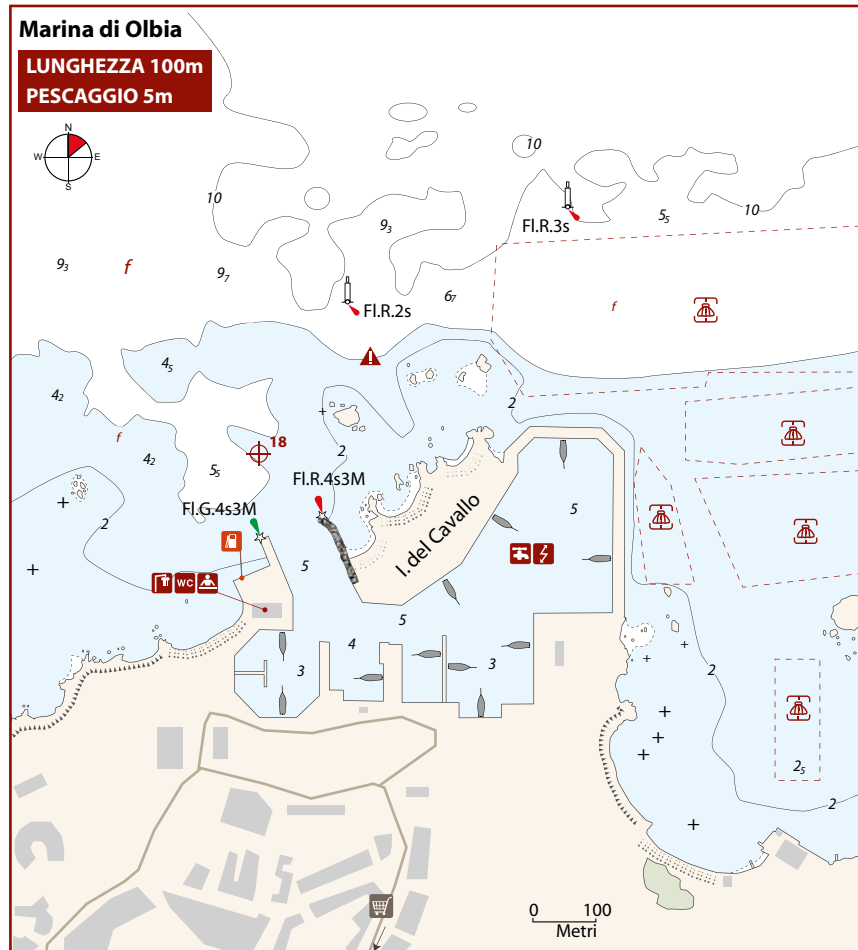 Marina di Olbia
LUNGHEZZA 100m
PESCAGGIO 5m
N
W E
S
10
10
10
5₅
9₃
Fl.R.3s
9₃
f
9₇
6₇
f
Fl.R.2s
4₅
4₂
2
f
4₂
18
2
5₅
Fl.R.4s3M
2
Fl.G.4s3M
I. del Cavallo
5
5
WC
5
4
3
3
2
2₅
2
0 100
Metri